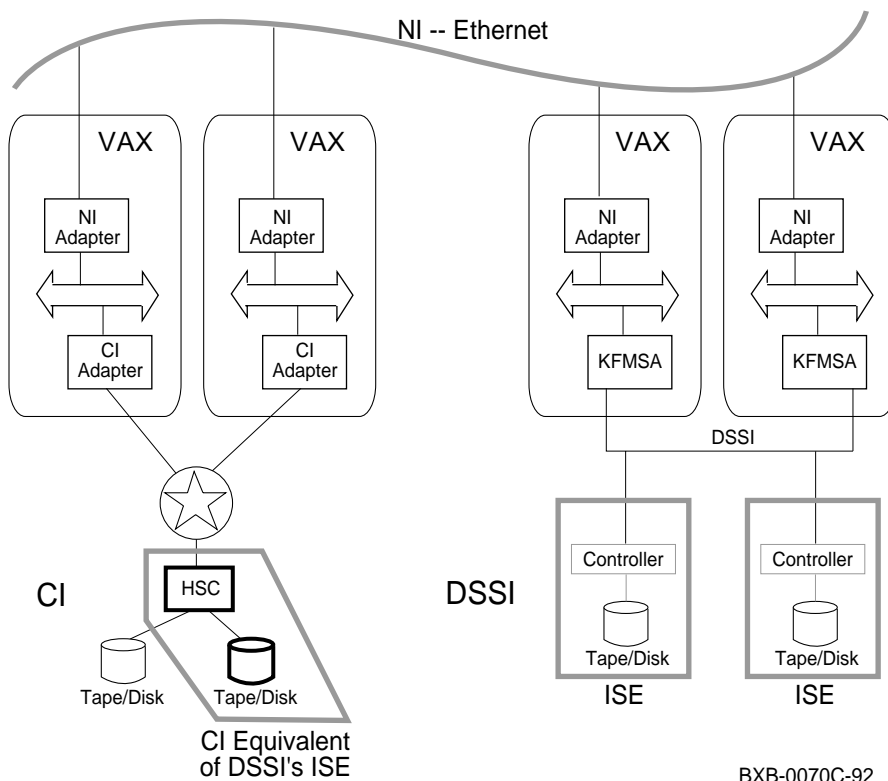 NI -- Ethernet
VAX
VAX
VAX
VAX
NI
Adapter
NI
Adapter
NI
Adapter
NI
Adapter
CI
Adapter
CI
Adapter
KFMSA
KFMSA
DSSI
CI
HSC
Tape/Disk
Tape/Disk
CI Equivalent
of DSSI's ISE
DSSI
Controller
Tape/Disk
ISE
Controller
Tape/Disk
ISE
BXB-0070C-92